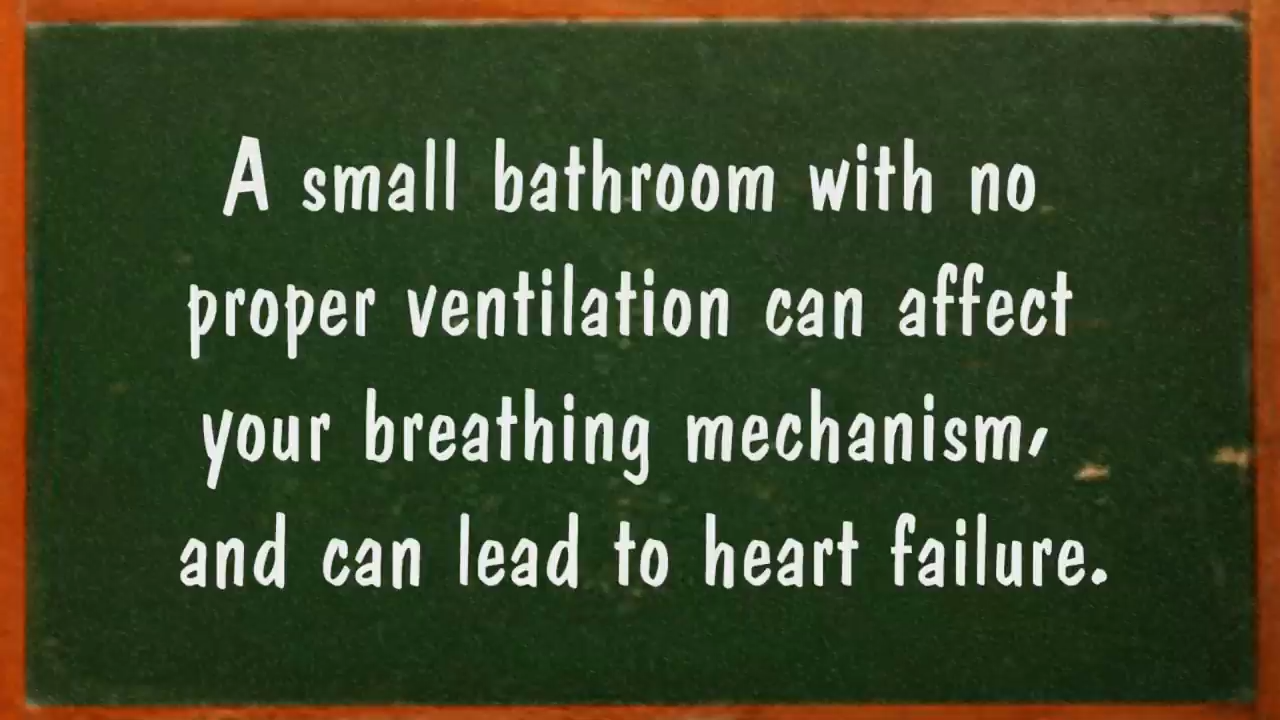 A small bathroom with no
proper ventilation can affect
your breathing mechanism,
and can lead to heart failure.